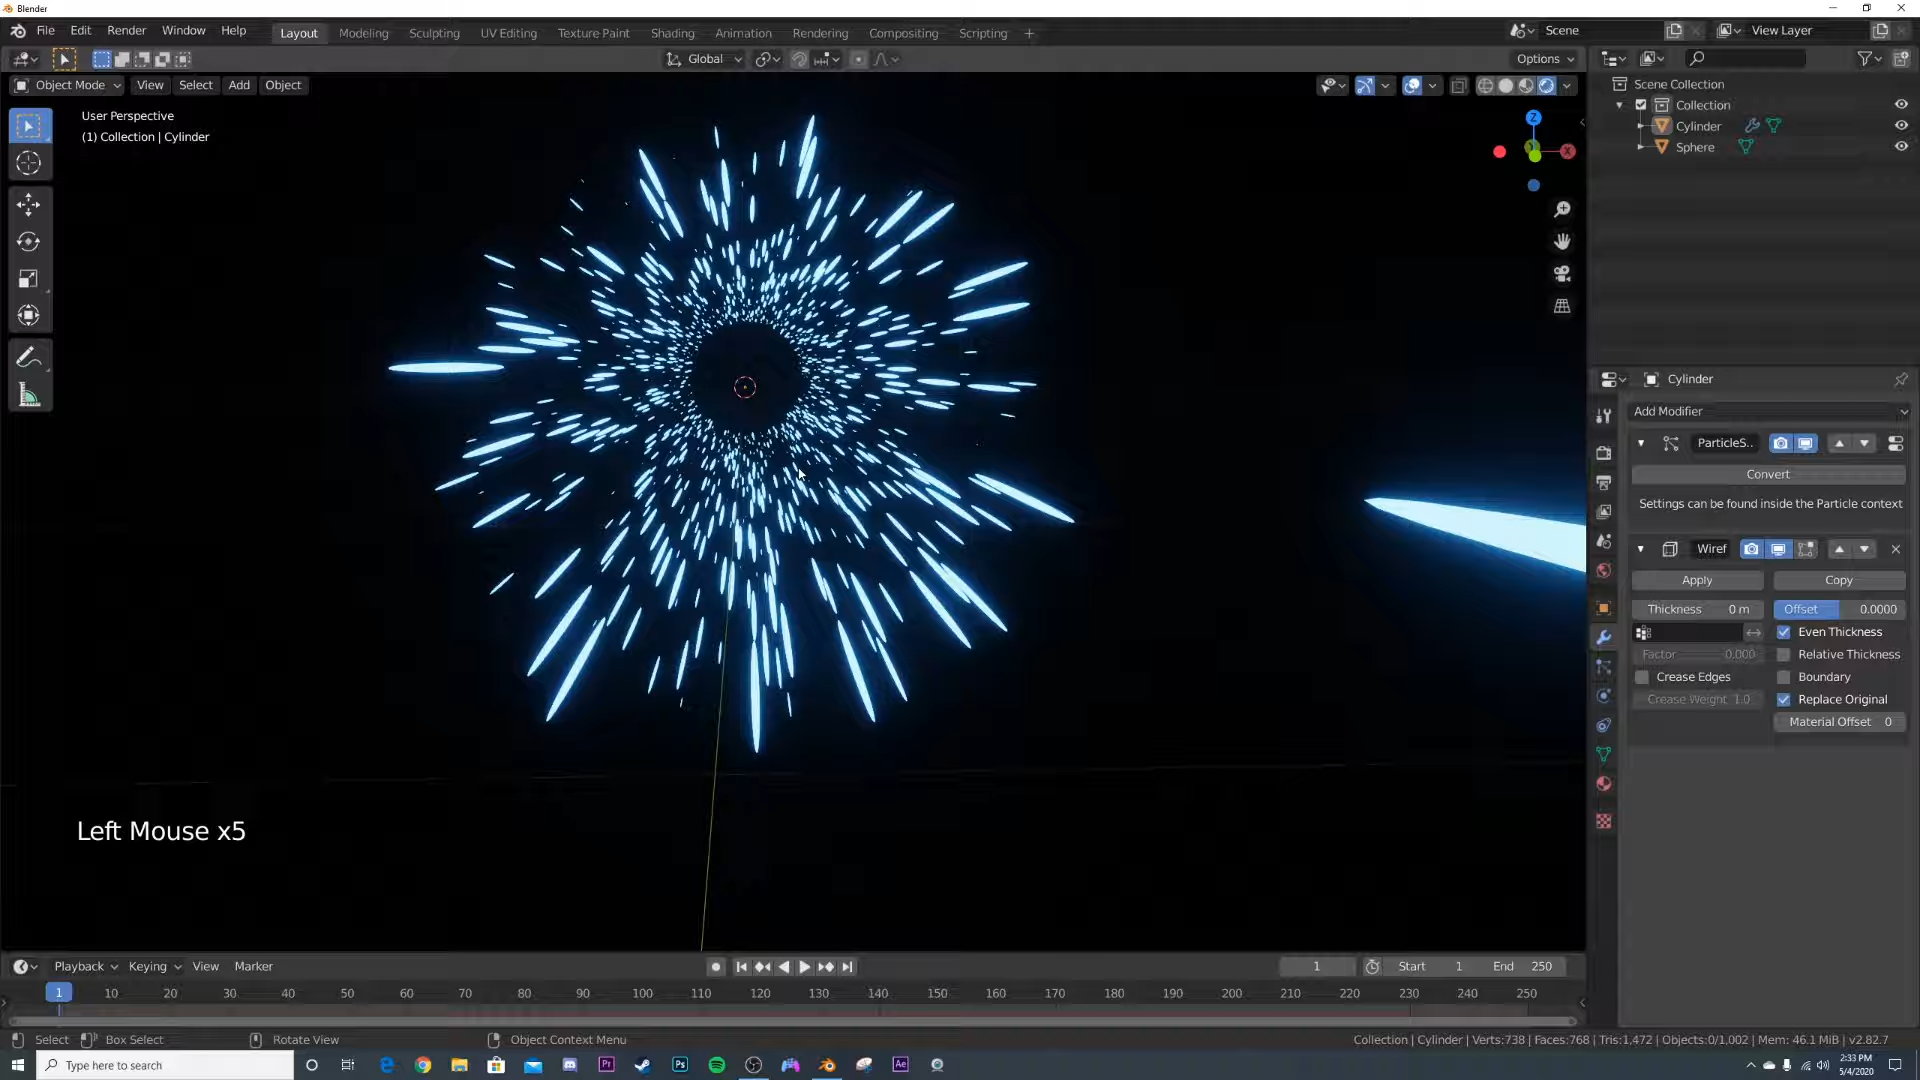 Blender
File Edit Render Window Help
Layout Modeling Sculpting UV Editing Texture Paint Shading Animation Rendering Compositing Scripting +
Scene View Layer
Global Options
Object Mode View Select Add Object
User Perspective
(1) Collection | Cylinder
Z
X
Scene Collection
Collection
Cylinder
Sphere
Cylinder
Add Modifier
ParticleS..
Convert
Settings can be found inside the Particle context
Wiref
Apply Copy
Thickness 0 m Offset 0.0000
Even Thickness
Factor 0.000 Relative Thickness
Crease Edges Boundary
Crease Weight 1.0 Replace Original
Material Offset 0
Left Mouse x5
Playback Keying View Marker 1 Start 1 End 250
1 10 20 30 40 50 60 70 80 90 100 110 120 130 140 150 160 170 180 190 200 210 220 230 240 250
Select Box Select Rotate View Object Context Menu Collection | Cylinder | Verts:738 | Faces:768 | Tris:1,472 | Objects:0/1,002 | Mem: 46.1 MiB | v2.82.7
Type here to search
Pr Ps Ae
2:33 PM
5/4/2020